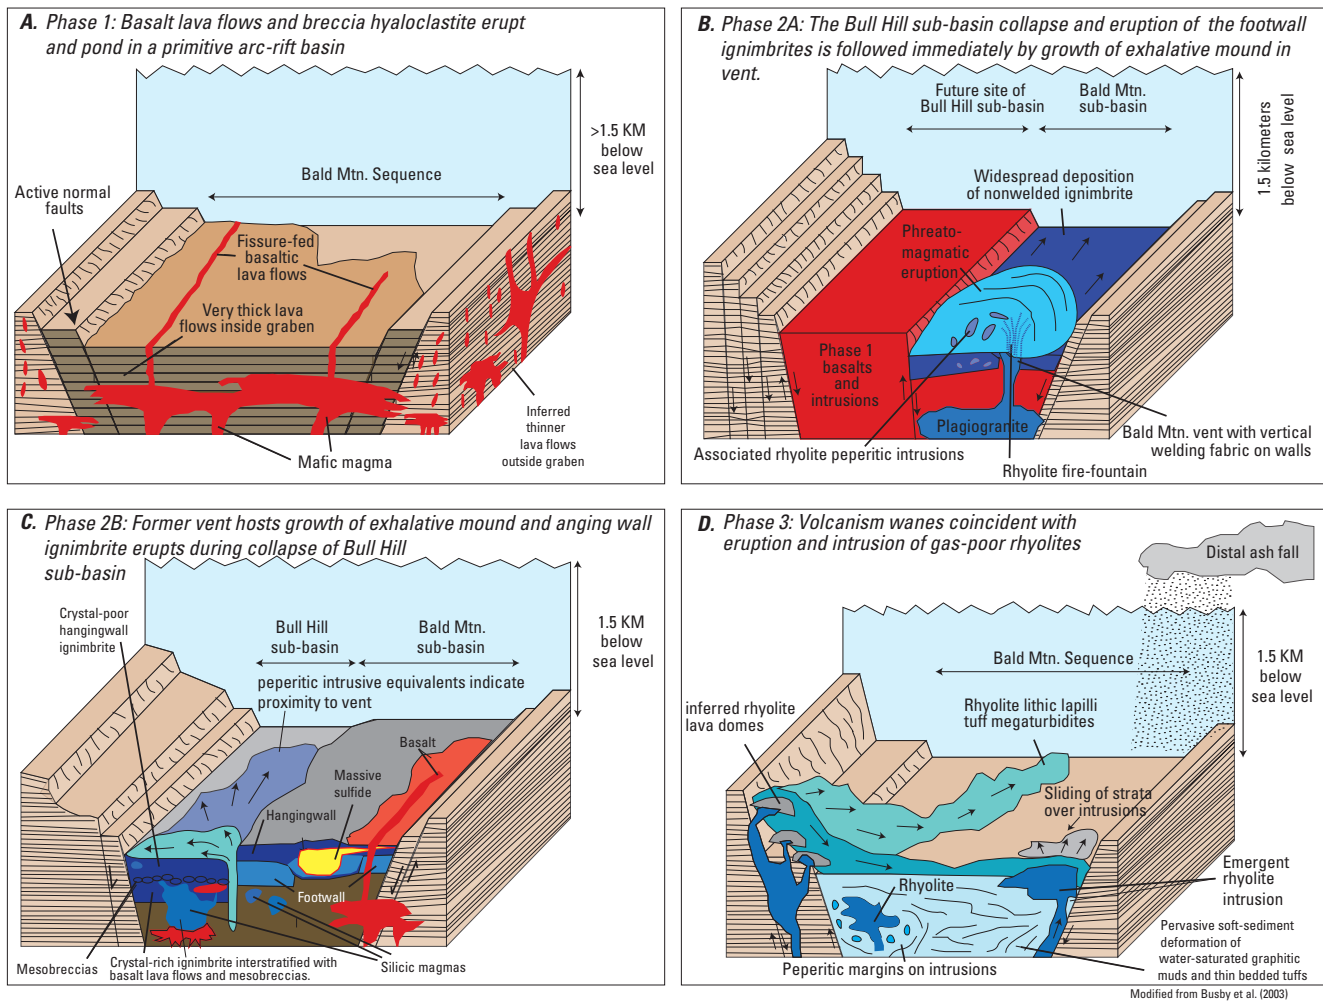 A. Phase 1: Basalt lava flows and breccia hyaloclastite erupt
and pond in a primitive arc-rift basin
>1.5 KM
below
sea level
Bald Mtn. Sequence
Active normal
faults
Fissure-fed
basaltic
lava flows
Very thick lava
flows inside graben
Inferred
thinner
lava flows
outside graben
Mafic magma
B. Phase 2A: The Bull Hill sub-basin collapse and eruption of the footwall
ignimbrites is followed immediately by growth of exhalative mound in
vent.
Future site of
Bull Hill sub-basin
Bald Mtn.
sub-basin
1.5 kilometers
below sea level
Widespread deposition
of nonwelded ignimbrite
Phreato-
magmatic
eruption
Phase 1
basalts
and
intrusions
Plagiogranite
Associated rhyolite peperitic intrusions
Bald Mtn. vent with vertical
welding fabric on walls
Rhyolite fire-fountain
C. Phase 2B: Former vent hosts growth of exhalative mound and anging wall
ignimbrite erupts during collapse of Bull Hill
sub-basin
Crystal-poor
hangingwall
ignimbrite
Bull Hill
sub-basin
Bald Mtn.
sub-basin
1.5 KM
below
sea level
peperitic intrusive equivalents indicate
proximity to vent
Basalt
Massive
sulfide
Hangingwall
Footwall
Mesobreccias
Crystal-rich ignimbrite interstratified with
basalt lava flows and mesobreccias.
Silicic magmas
D. Phase 3: Volcanism wanes coincident with
eruption and intrusion of gas-poor rhyolites
Distal ash fall
Bald Mtn. Sequence
1.5 KM
below
sea level
inferred rhyolite
lava domes
Rhyolite lithic lapilli
tuff megaturbidites
Sliding of strata
over intrusions
Rhyolite
Emergent
rhyolite
intrusion
Peperitic margins on intrusions
Pervasive soft-sediment
deformation of
water-saturated graphitic
muds and thin bedded tuffs
Modified from Busby et al. (2003)